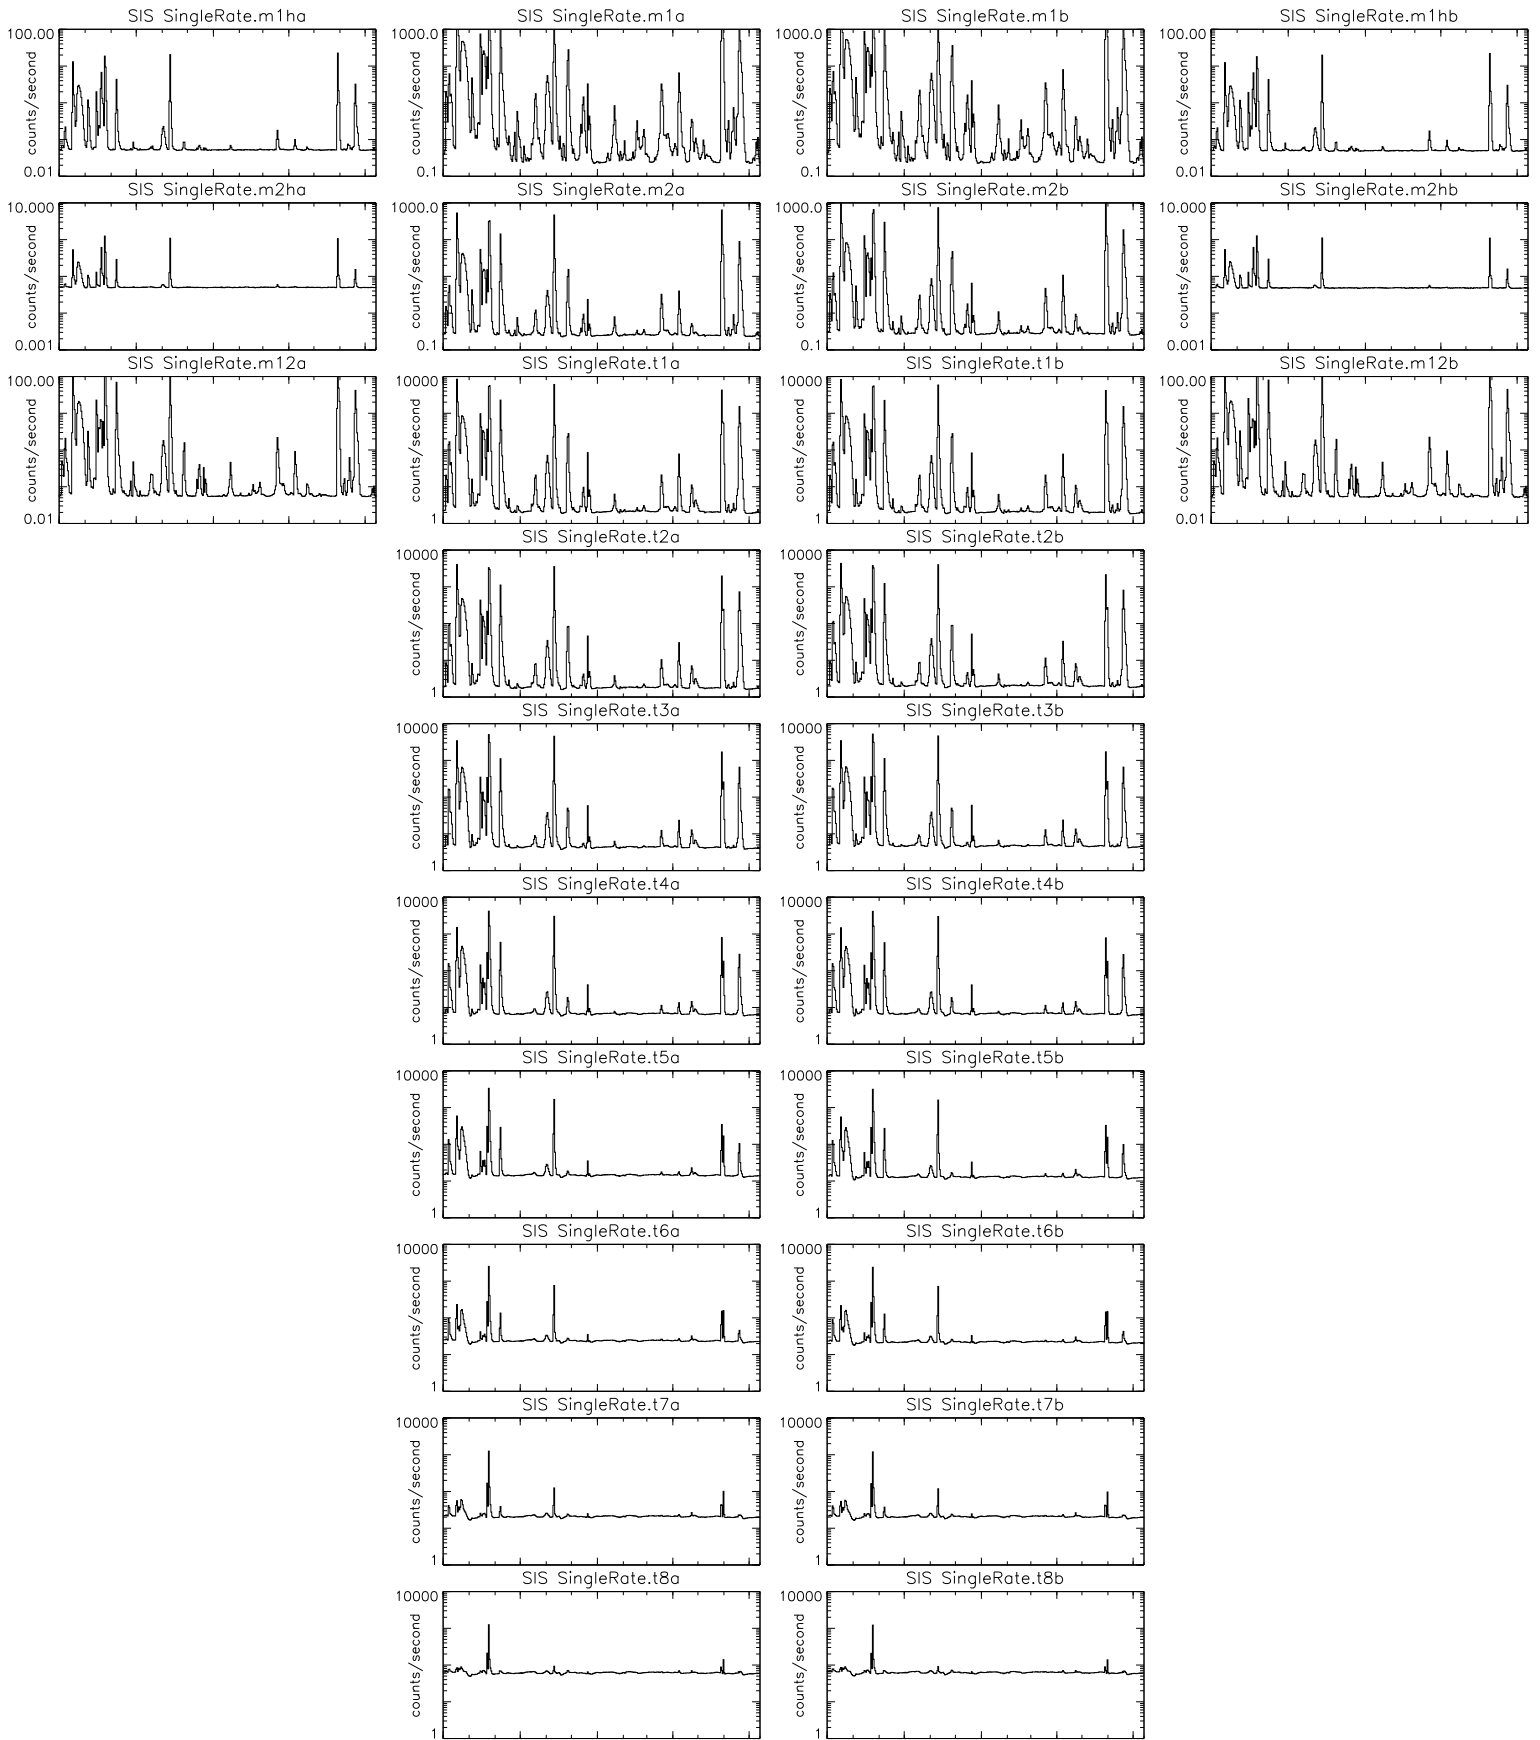 SIS SingleRate.m1ha
SIS SingleRate.m1a
SIS SingleRate.m1b
SIS SingleRate.m1hb
100.00
counts/second
0.01
1000.0
counts/second
0.1
1000.0
counts/second
0.1
100.00
counts/second
0.01
SIS SingleRate.m2ha
SIS SingleRate.m2a
SIS SingleRate.m2b
SIS SingleRate.m2hb
10.000
counts/second
0.001
1000.0
counts/second
0.1
1000.0
counts/second
0.1
10.000
counts/second
0.001
SIS SingleRate.m12a
SIS SingleRate.t1a
SIS SingleRate.t1b
SIS SingleRate.m12b
100.00
counts/second
0.01
10000
counts/second
1
10000
counts/second
1
100.00
counts/second
0.01
SIS SingleRate.t2a
SIS SingleRate.t2b
10000
counts/second
1
10000
counts/second
1
SIS SingleRate.t3a
SIS SingleRate.t3b
10000
counts/second
1
10000
counts/second
1
SIS SingleRate.t4a
SIS SingleRate.t4b
10000
counts/second
1
10000
counts/second
1
SIS SingleRate.t5a
SIS SingleRate.t5b
10000
counts/second
1
10000
counts/second
1
SIS SingleRate.t6a
SIS SingleRate.t6b
10000
counts/second
1
10000
counts/second
1
SIS SingleRate.t7a
SIS SingleRate.t7b
10000
counts/second
1
10000
counts/second
1
SIS SingleRate.t8a
SIS SingleRate.t8b
10000
counts/second
1
10000
counts/second
1